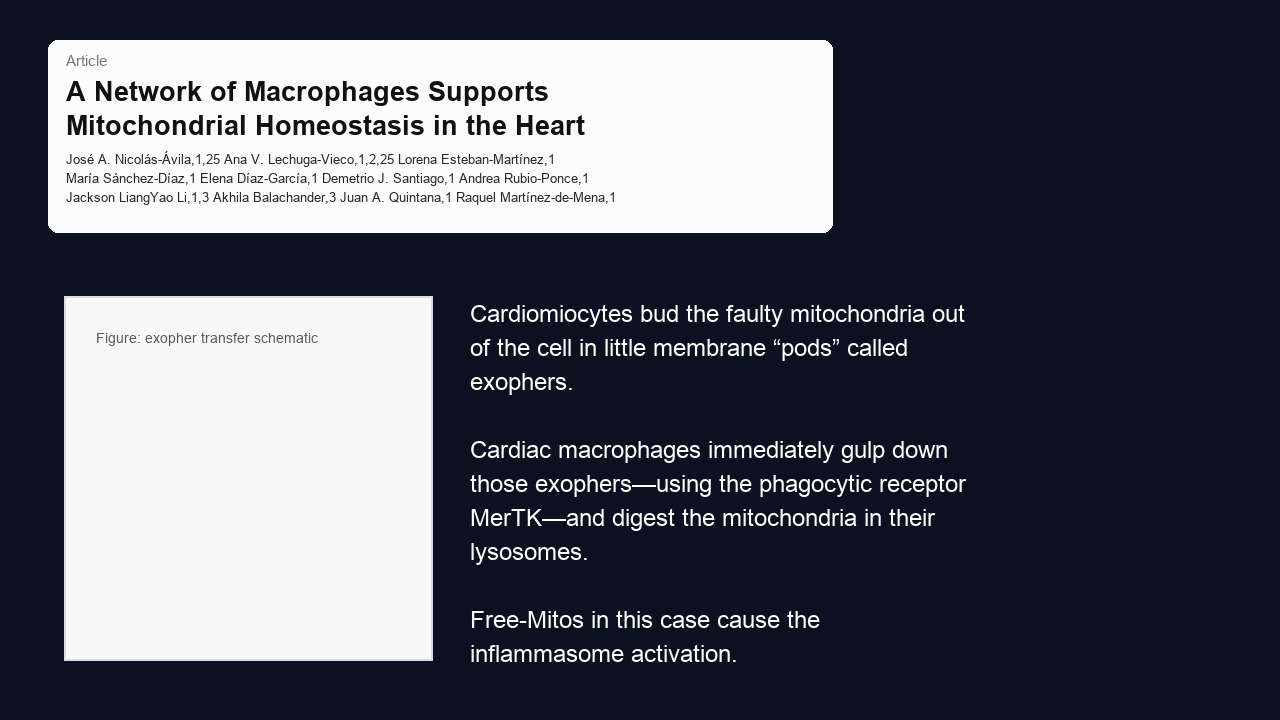 Article
A Network of Macrophages Supports
Mitochondrial Homeostasis in the Heart
José A. Nicolás-Ávila,1,25 Ana V. Lechuga-Vieco,1,2,25 Lorena Esteban-Martínez,1
María Sánchez-Díaz,1 Elena Díaz-García,1 Demetrio J. Santiago,1 Andrea Rubio-Ponce,1
Jackson LiangYao Li,1,3 Akhila Balachander,3 Juan A. Quintana,1 Raquel Martínez-de-Mena,1
Figure: exopher transfer schematic
Cardiomiocytes bud the faulty mitochondria out
of the cell in little membrane “pods” called
exophers.
Cardiac macrophages immediately gulp down
those exophers—using the phagocytic receptor
MerTK—and digest the mitochondria in their
lysosomes.
Free-Mitos in this case cause the
inflammasome activation.